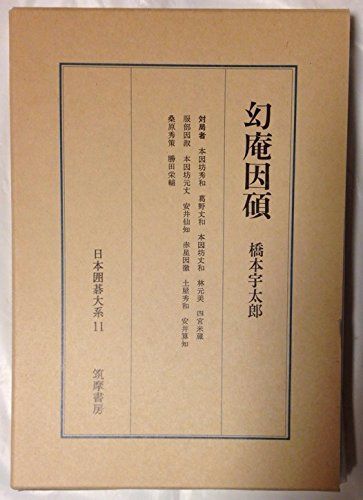 幻庵因碩
橋本宇太郎
対局者 本因坊秀和 葛野丈和 本因坊丈和 林元美 四宮米蔵
服部因淑 本因坊元丈 安井仙知 赤星因徹 土屋秀和 安井算知
桑原秀策 勝田栄輔
日本囲碁大系11
筑摩書房